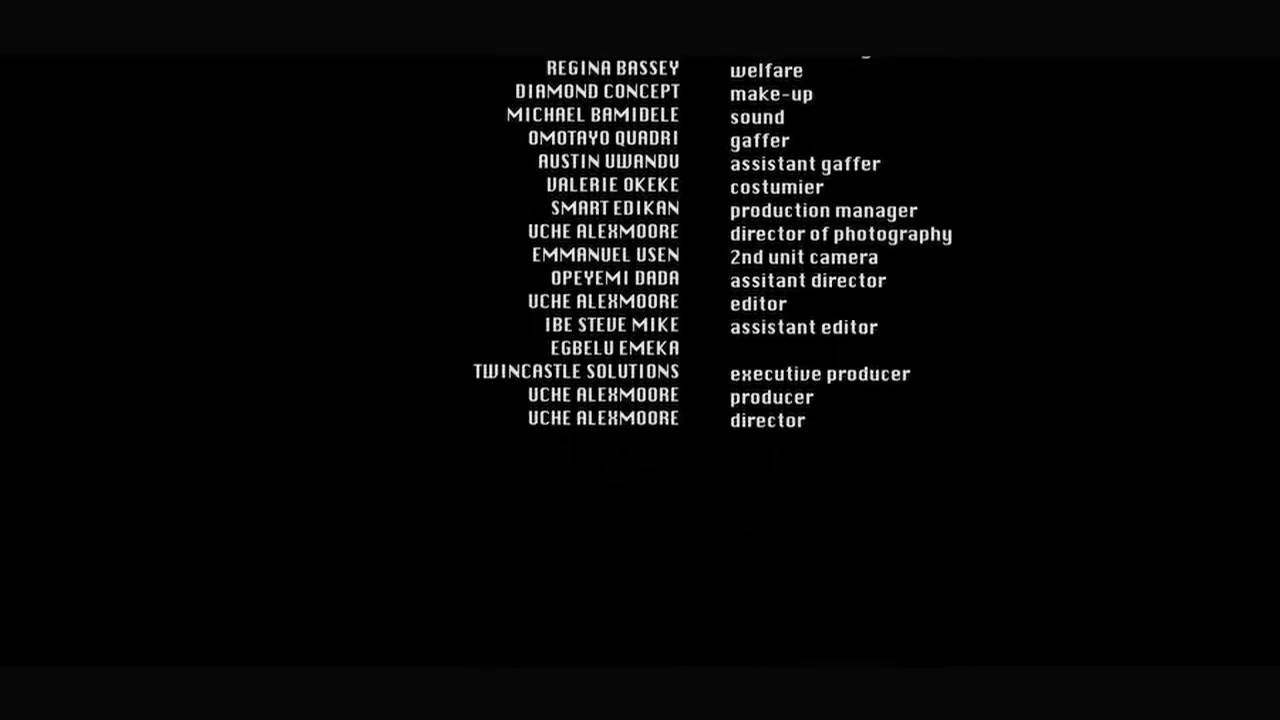 REGINA BASSEY welfare
DIAMOND CONCEPT make-up
MICHAEL BAMIDELE sound
OMOTAYO QUADRI gaffer
AUSTIN UWANDU assistant gaffer
VALERIE OKEKE costumier
SMART EDIKAN production manager
UCHE ALEXMOORE director of photography
EMMANUEL USEN 2nd unit camera
OPEYEMI DADA assitant director
UCHE ALEXMOORE editor
IBE STEVE MIKE assistant editor
EGBELU EMEKA
TWINCASTLE SOLUTIONS executive producer
UCHE ALEXMOORE producer
UCHE ALEXMOORE director